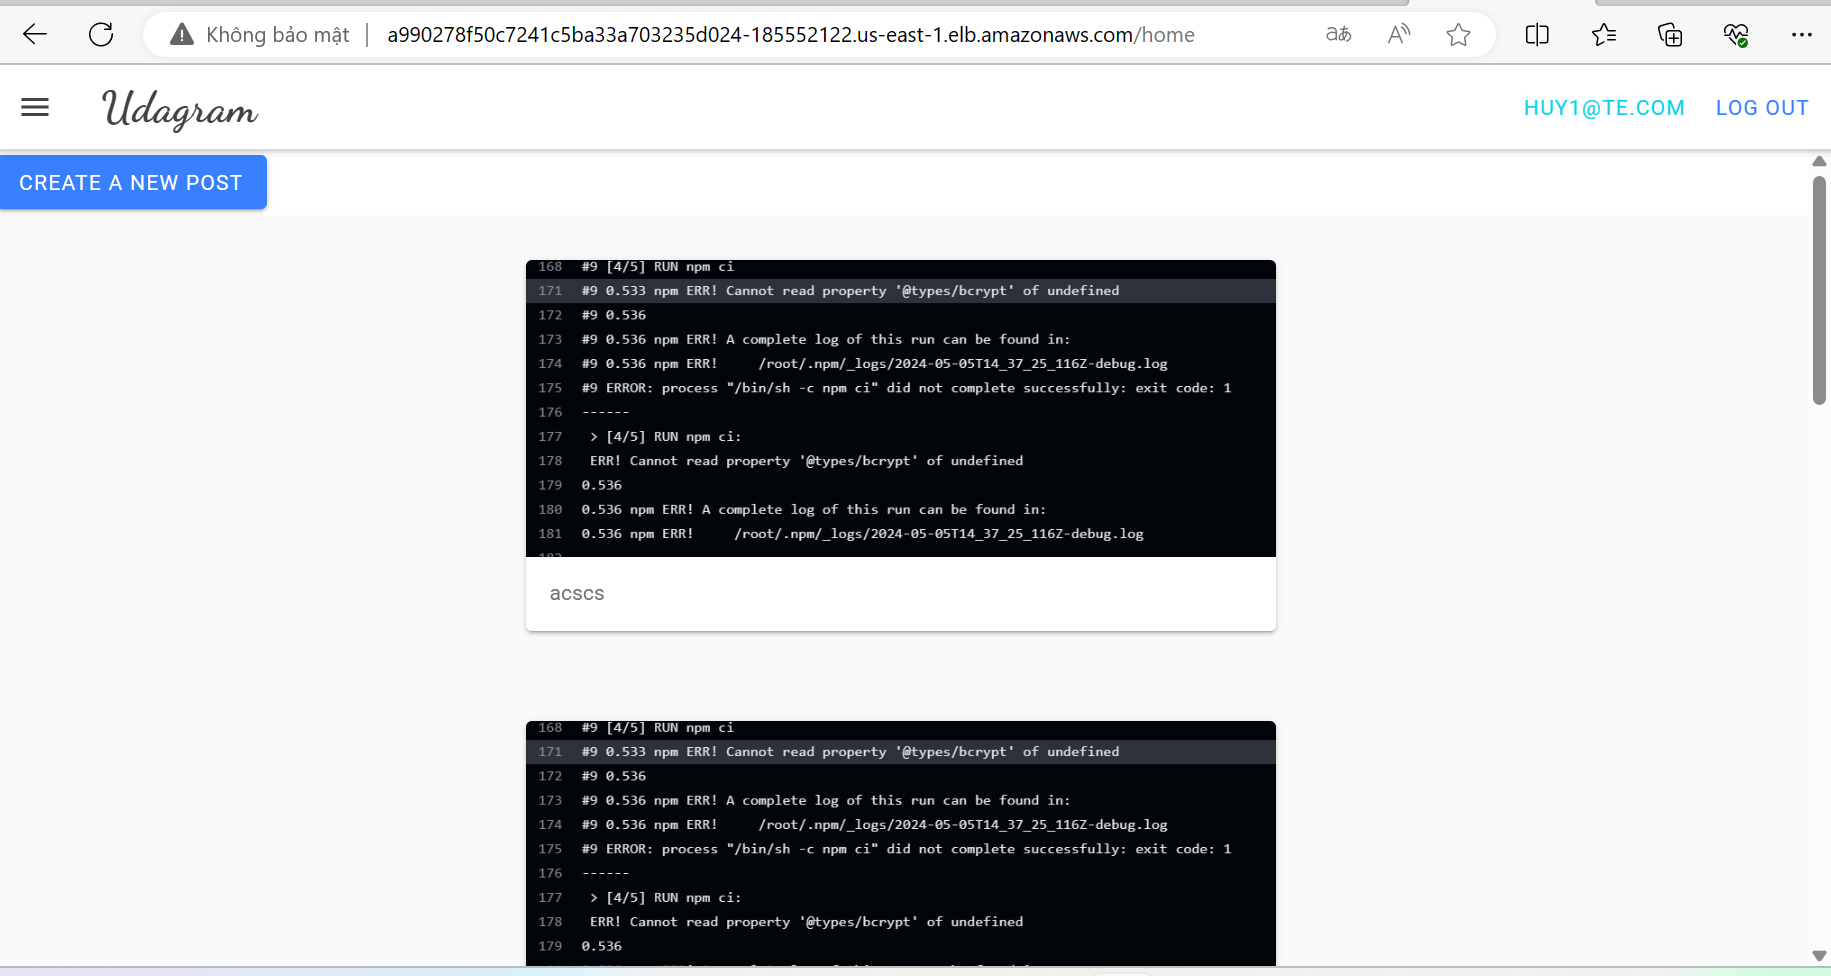 Không bảo mật | a990278f50c7241c5ba33a703235d024-185552122.us-east-1.elb.amazonaws.com/home
Udagram
HUY1@TE.COM
LOG OUT
CREATE A NEW POST
168 #9 [4/5] RUN npm ci
171 #9 0.533 npm ERR! Cannot read property '@types/bcrypt' of undefined
172 #9 0.536
173 #9 0.536 npm ERR! A complete log of this run can be found in:
174 #9 0.536 npm ERR!     /root/.npm/_logs/2024-05-05T14_37_25_116Z-debug.log
175 #9 ERROR: process "/bin/sh -c npm ci" did not complete successfully: exit code: 1
176 ------
177  > [4/5] RUN npm ci:
178  ERR! Cannot read property '@types/bcrypt' of undefined
179 0.536
180 0.536 npm ERR! A complete log of this run can be found in:
181 0.536 npm ERR!     /root/.npm/_logs/2024-05-05T14_37_25_116Z-debug.log
acscs
168 #9 [4/5] RUN npm ci
171 #9 0.533 npm ERR! Cannot read property '@types/bcrypt' of undefined
172 #9 0.536
173 #9 0.536 npm ERR! A complete log of this run can be found in:
174 #9 0.536 npm ERR!     /root/.npm/_logs/2024-05-05T14_37_25_116Z-debug.log
175 #9 ERROR: process "/bin/sh -c npm ci" did not complete successfully: exit code: 1
176 ------
177  > [4/5] RUN npm ci:
178  ERR! Cannot read property '@types/bcrypt' of undefined
179 0.536